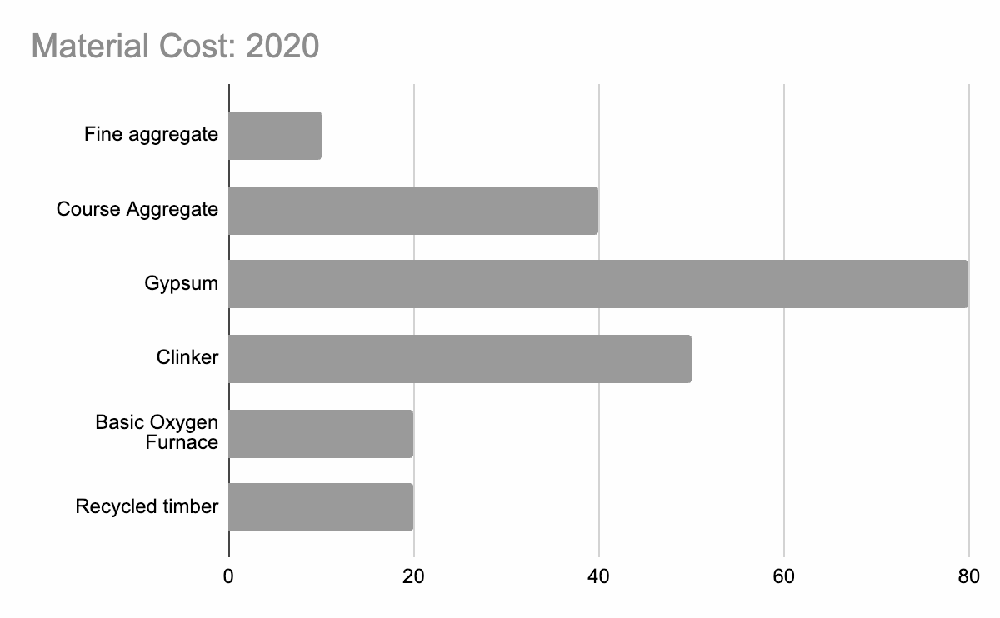 Material Cost: 2020
Fine aggregate
Course Aggregate
Gypsum
Clinker
Basic Oxygen
Furnace
Recycled timber
0 20 40 60 80